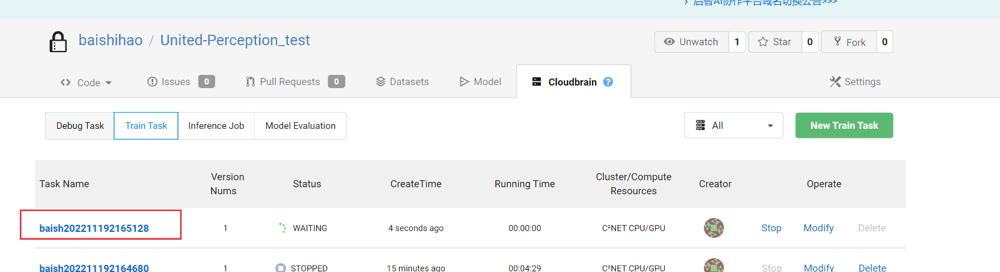 启智AI协作平台域名切换公告>>>
baishihao / United-Perception_test
Unwatch 1 Star 0 Fork 0
Code Issues 0 Pull Requests 0 Datasets Model Cloudbrain ? Settings
Debug Task Train Task Inference Job Model Evaluation All New Train Task
Task Name Version Nums Status CreateTime Running Time Cluster/Compute Resources Creator Operate
baish202211192165128 1 WAITING 4 seconds ago 00:00:00 C²NET CPU/GPU Stop Modify Delete
baish202211192164680 1 STOPPED 15 minutes ago 00:04:29 C²NET CPU/GPU Stop Modify Delete